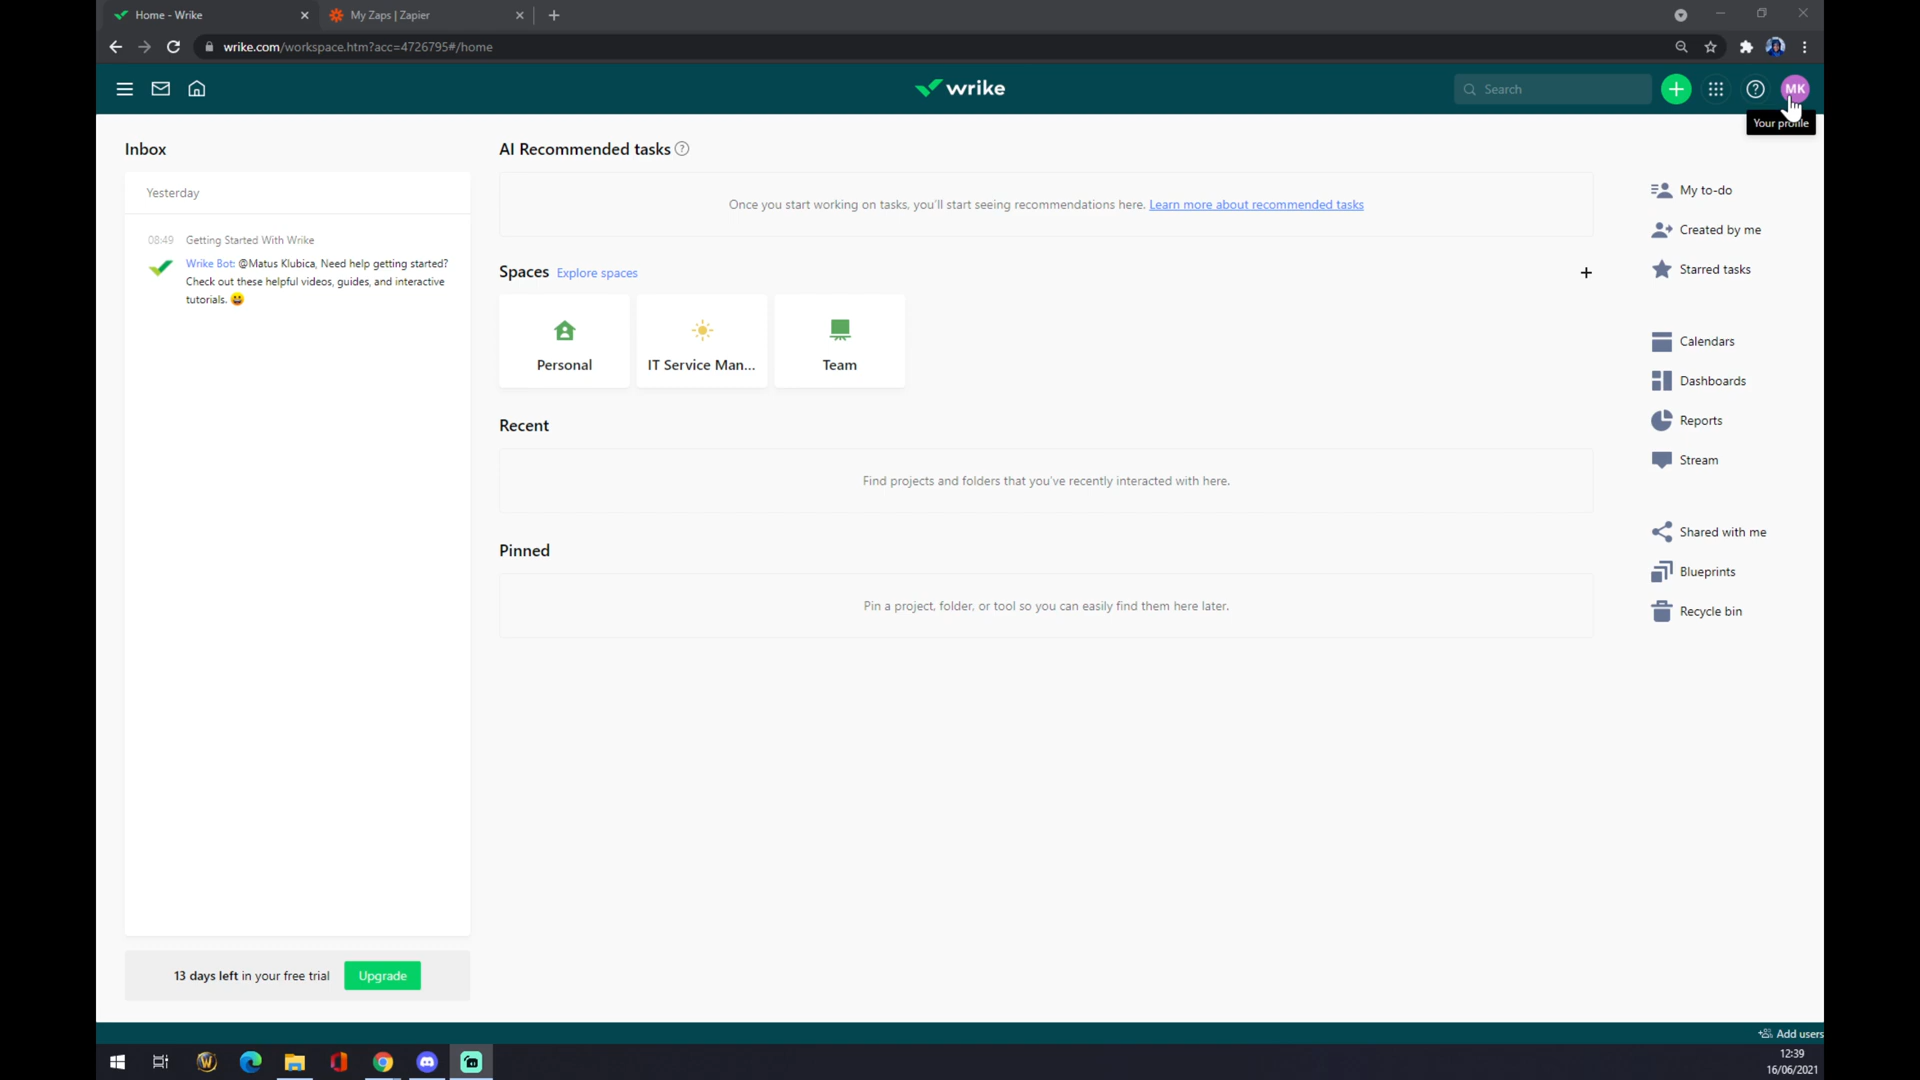 Home - Wrike
My Zaps | Zapier
wrike.com/workspace.htm?acc=4726795#/home
wrike
Search
MK
Your profile
Inbox
Yesterday
08:49 Getting Started With Wrike
Wrike Bot: @Matus Klubica, Need help getting started?
Check out these helpful videos, guides, and interactive
tutorials. 😀
13 days left in your free trial
Upgrade
AI Recommended tasks
Once you start working on tasks, you'll start seeing recommendations here. Learn more about recommended tasks
Spaces Explore spaces
Personal
IT Service Man...
Team
Recent
Find projects and folders that you've recently interacted with here.
Pinned
Pin a project, folder, or tool so you can easily find them here later.
My to-do
Created by me
Starred tasks
Calendars
Dashboards
Reports
Stream
Shared with me
Blueprints
Recycle bin
Add users
12:39
16/06/2021